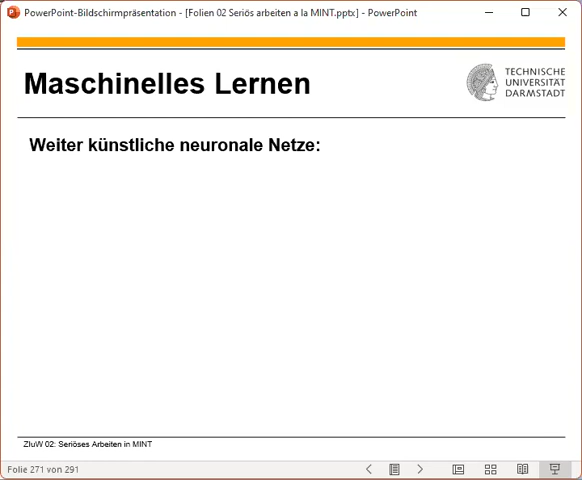 PowerPoint-Bildschirmpräsentation - [Folien 02 Seriös arbeiten a la MINT.pptx] - PowerPoint
Maschinelles Lernen
TECHNISCHE
UNIVERSITÄT
DARMSTADT
Weiter künstliche neuronale Netze:
ZIuW 02: Seriöses Arbeiten in MINT
Folie 271 von 291